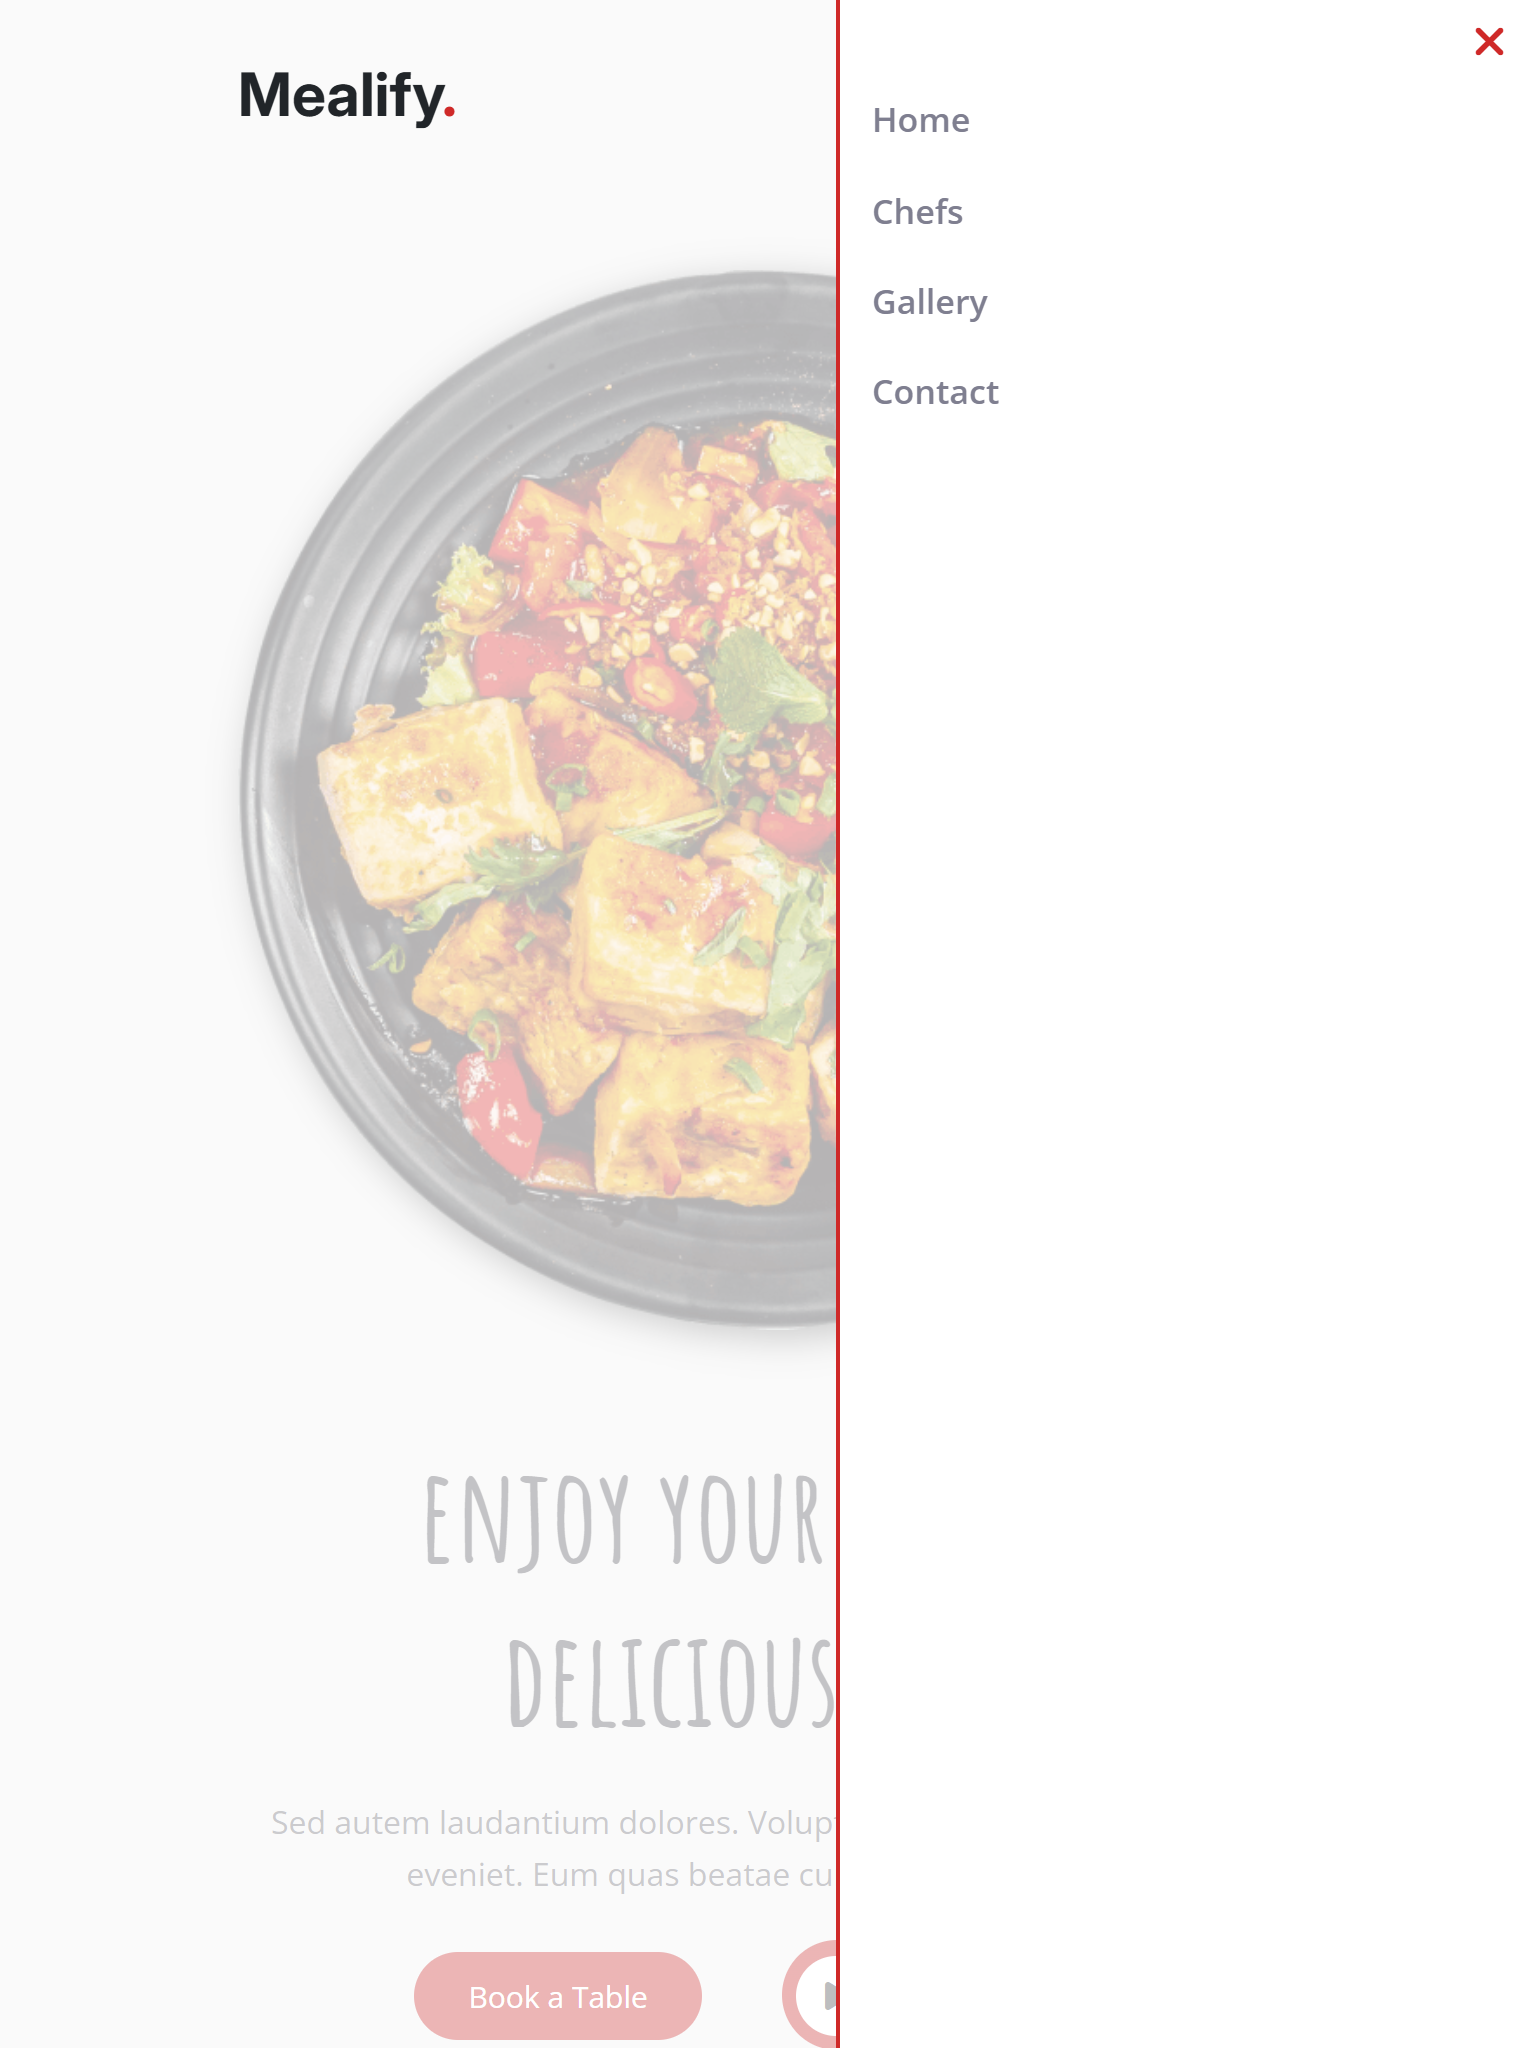 Mealify.
Home
Chefs
Gallery
Contact
ENJOY YOUR
DELICIOUS
Sed autem laudantium dolores. Volupt
eveniet. Eum quas beatae cu
Book a Table